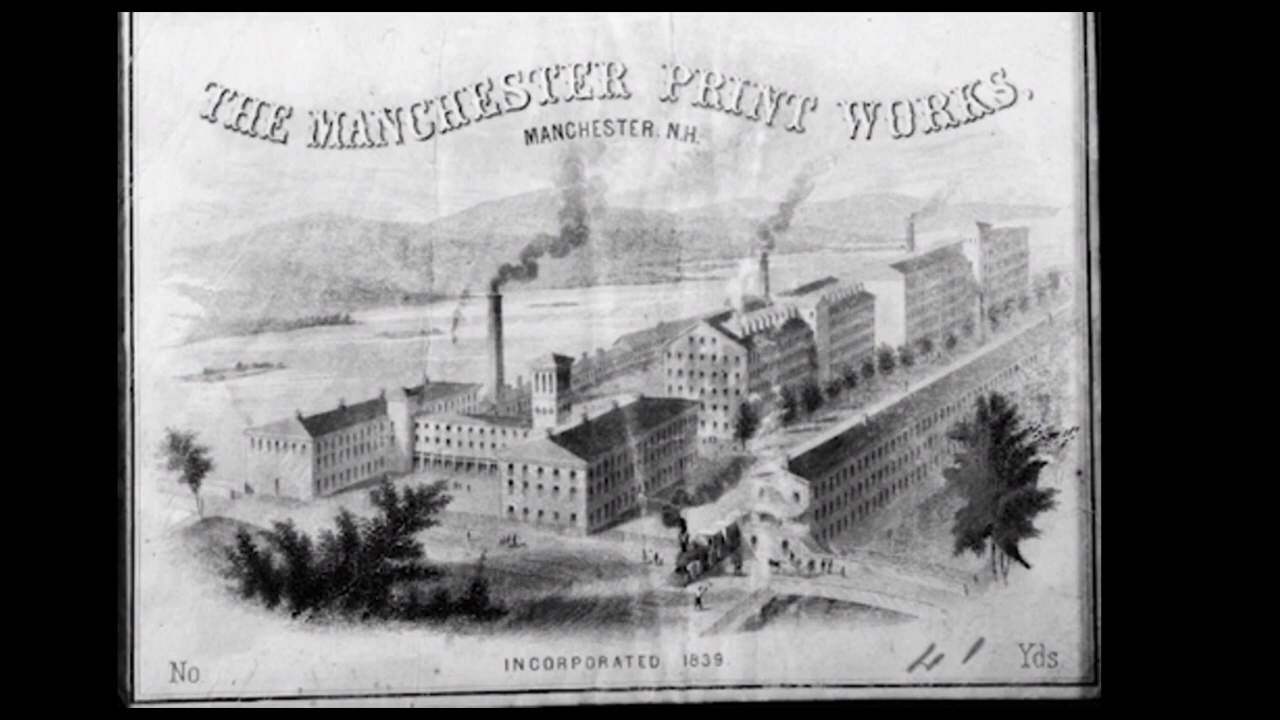 THE MANCHESTER PRINT WORKS.
MANCHESTER, N.H.
INCORPORATED 1839.
No 41 Yds